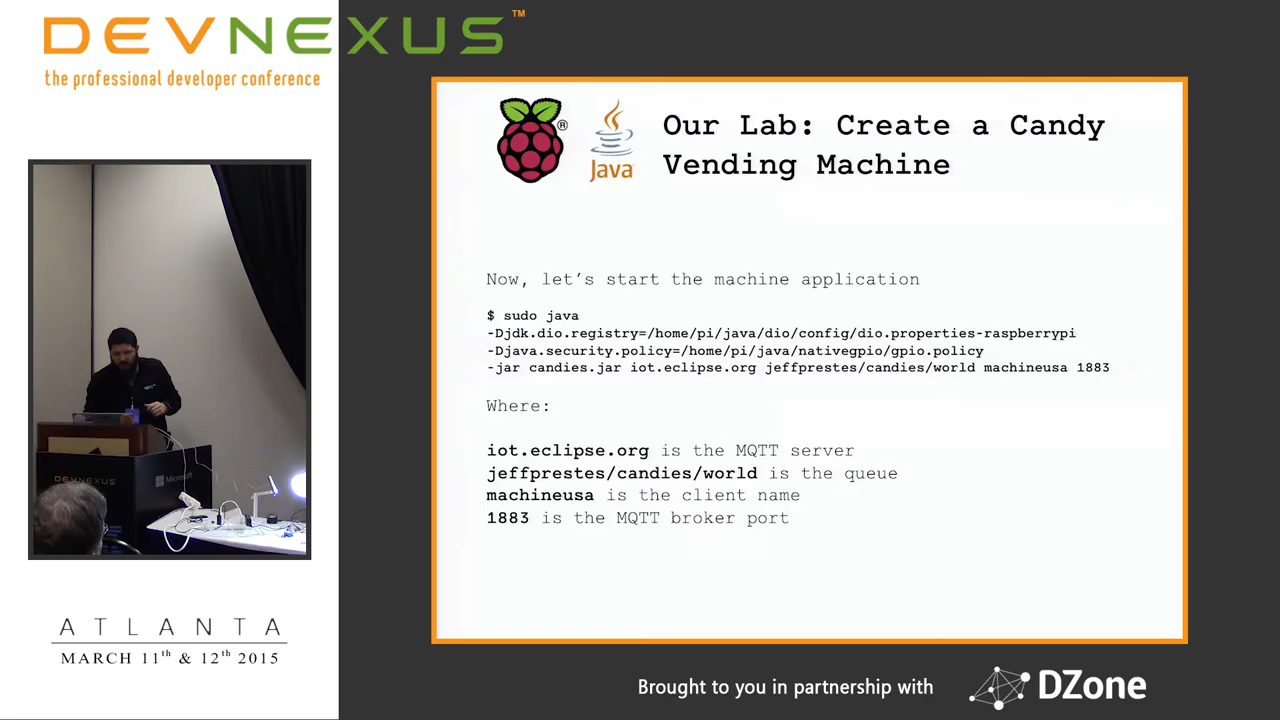 DEVNEXUS™
the professional developer conference
® Java
Our Lab: Create a Candy
Vending Machine
Now, let’s start the machine application
$ sudo java
-Djdk.dio.registry=/home/pi/java/dio/config/dio.properties-raspberrypi
-Djava.security.policy=/home/pi/java/nativegpio/gpio.policy
-jar candies.jar iot.eclipse.org jeffprestes/candies/world machineusa 1883
Where:
iot.eclipse.org is the MQTT server
jeffprestes/candies/world is the queue
machineusa is the client name
1883 is the MQTT broker port
DEVNEXUS
Microsoft
ATLANTA
MARCH 11th & 12th 2015
Brought to you in partnership with
DZone